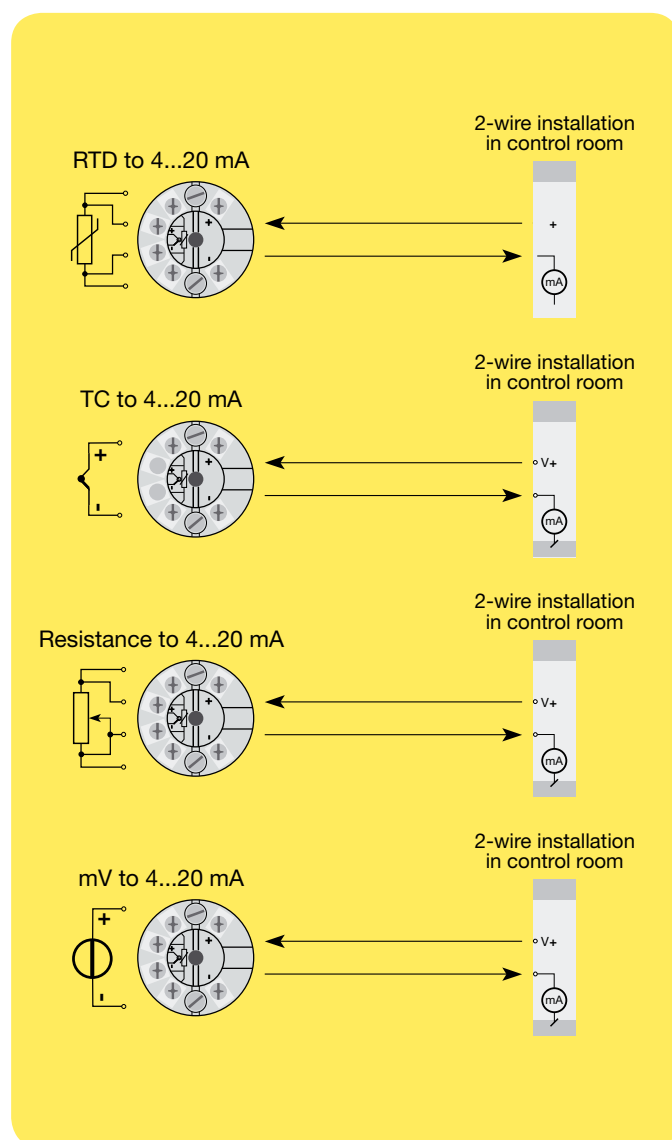 2-wire installation
in control room
RTD to 4...20 mA
+
-
+
mA
2-wire installation
in control room
TC to 4...20 mA
+
-
+
-
V+
mA
2-wire installation
in control room
Resistance to 4...20 mA
+
-
V+
mA
2-wire installation
in control room
mV to 4...20 mA
+
-
+
-
V+
mA